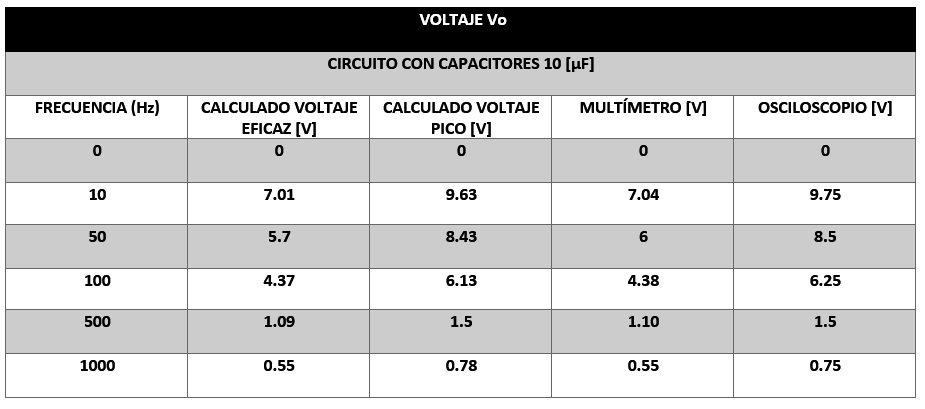 VOLTAJE Vo
CIRCUITO CON CAPACITORES 10 [µF]
FRECUENCIA (Hz) CALCULADO VOLTAJE EFICAZ [V] CALCULADO VOLTAJE PICO [V] MULTÍMETRO [V] OSCILOSCOPIO [V]
0 0 0 0 0
10 7.01 9.63 7.04 9.75
50 5.7 8.43 6 8.5
100 4.37 6.13 4.38 6.25
500 1.09 1.5 1.10 1.5
1000 0.55 0.78 0.55 0.75